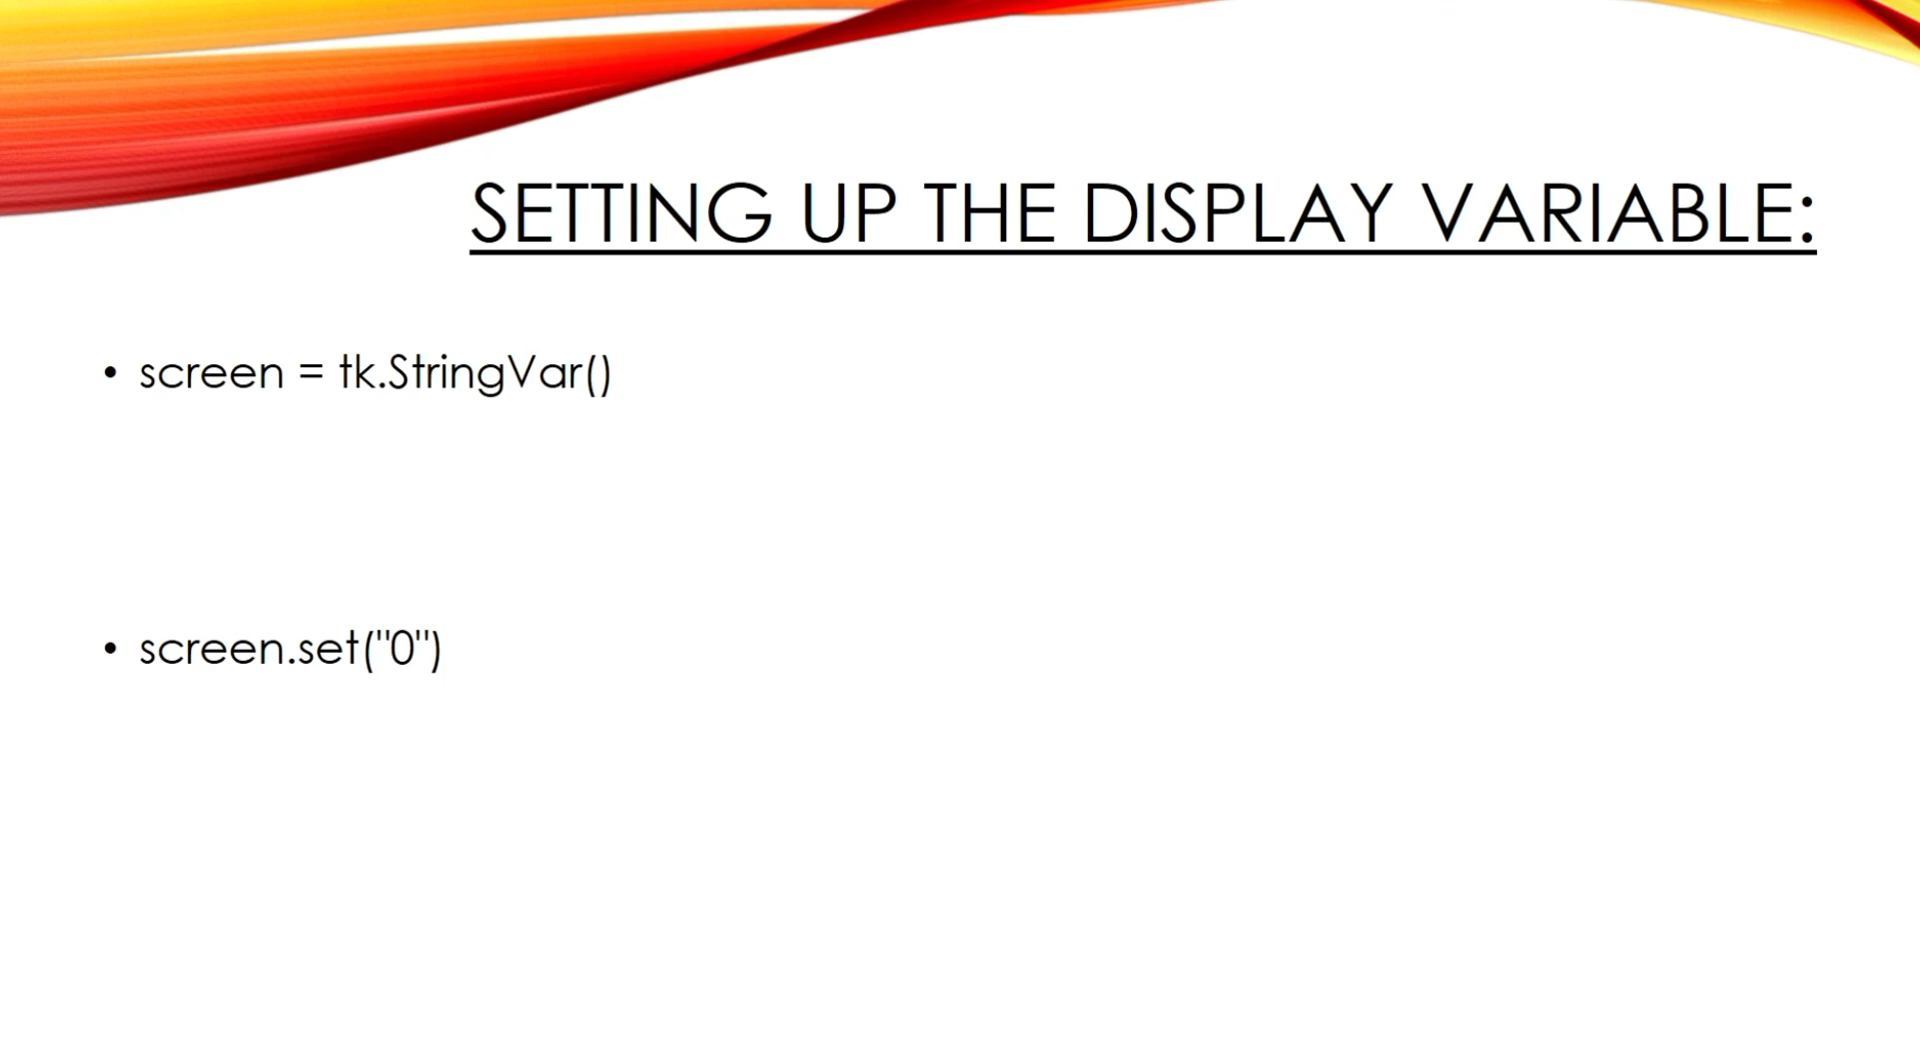 SETTING UP THE DISPLAY VARIABLE:
• screen = tk.StringVar()
• screen.set("0")